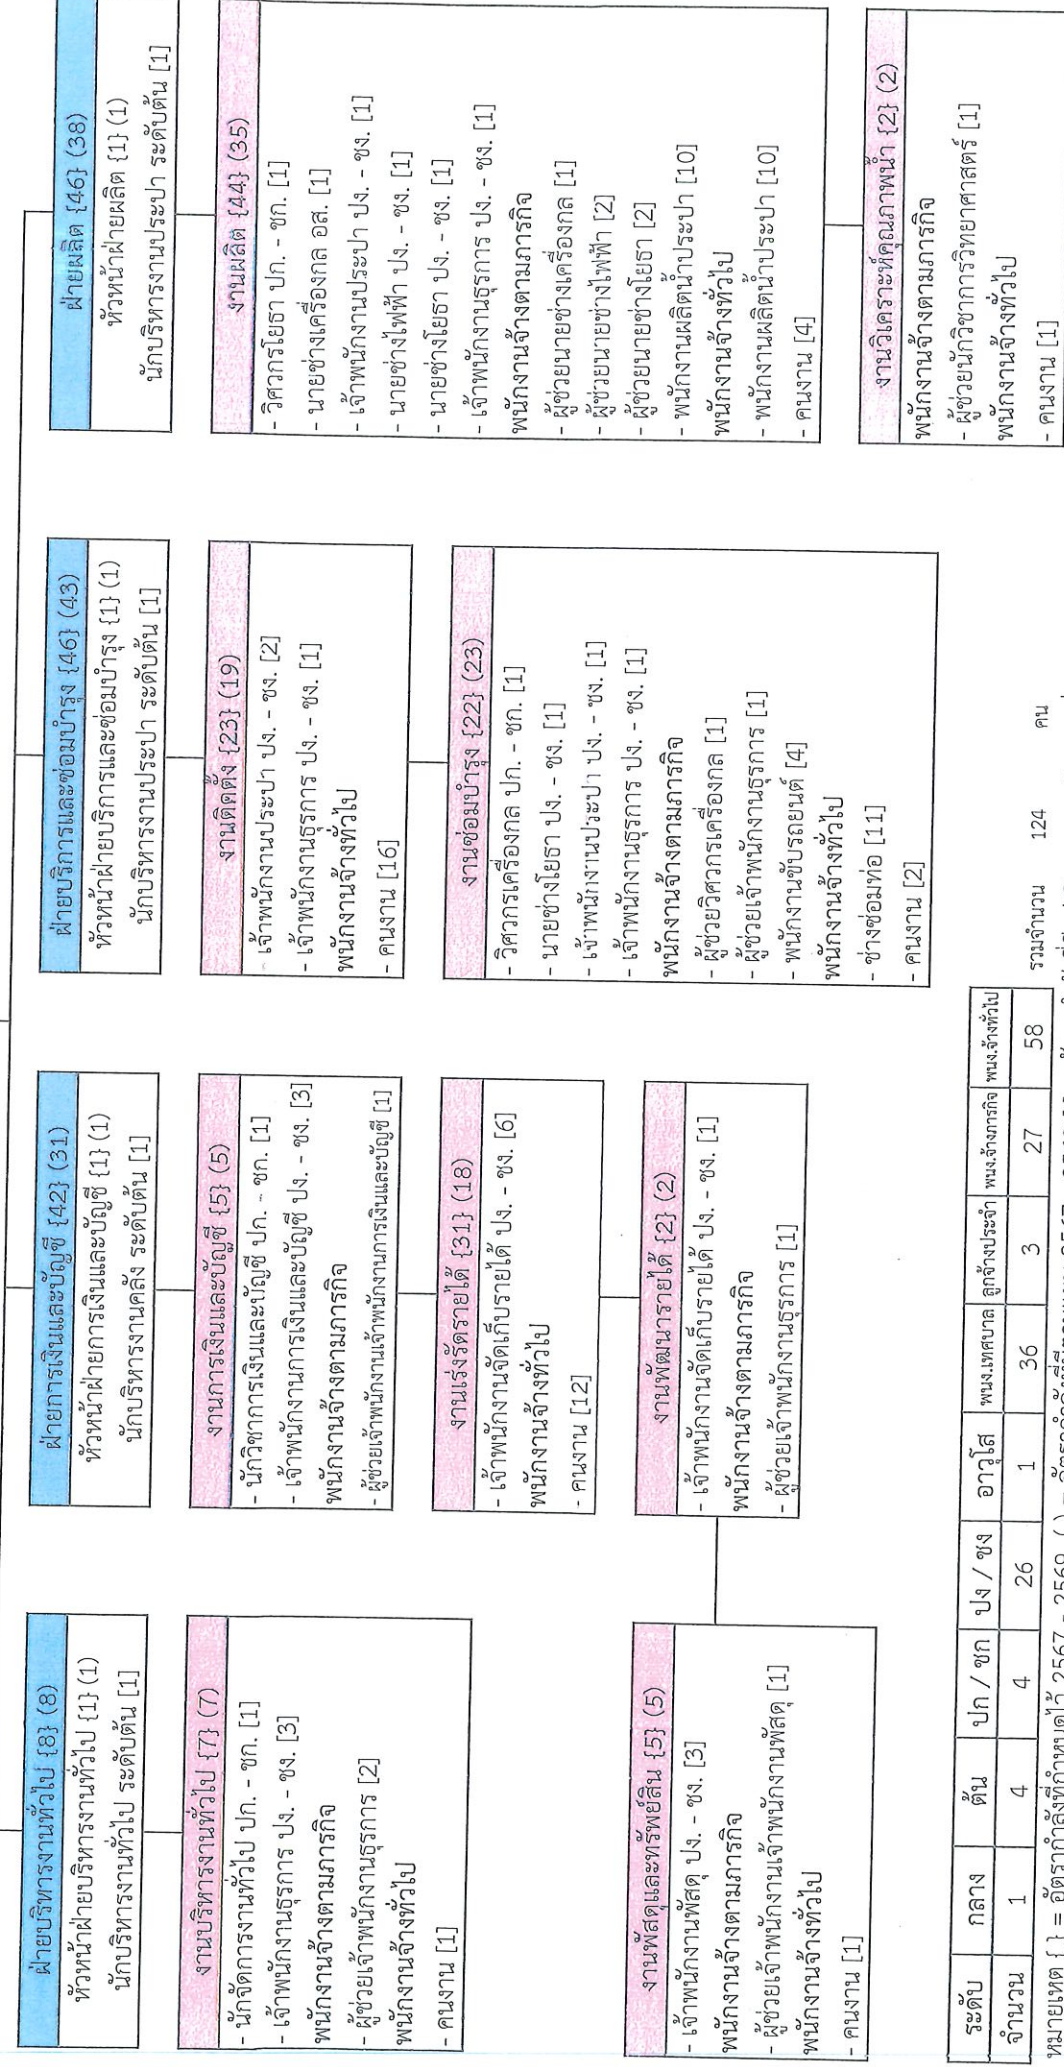 ฝ่ายบริหารงานทั่วไป {8} (8)
หัวหน้าฝ่ายบริหารงานทั่วไป {1} (1)
นักบริหารงานทั่วไป ระดับต้น [1]
งานบริหารงานทั่วไป {7} (7)
- นักจัดการงานทั่วไป ปก. - ชก. [1]
- เจ้าพนักงานธุรการ ปง. - ชง. [3]
พนักงานจ้างตามภารกิจ
- ผู้ช่วยเจ้าพนักงานธุรการ [2]
พนักงานจ้างทั่วไป
- คนงาน [1]
ฝ่ายการเงินและบัญชี {42} (31)
หัวหน้าฝ่ายการเงินและบัญชี {1} (1)
นักบริหารงานคลัง ระดับต้น [1]
งานการเงินและบัญชี {5} (5)
- นักวิชาการเงินและบัญชี ปก. - ชก. [1]
- เจ้าพนักงานการเงินและบัญชี ปง. - ชง. [3]
พนักงานจ้างตามภารกิจ
- ผู้ช่วยเจ้าพนักงานเจ้าพนักงานการเงินและบัญชี [1]
งานเร่งรัดรายได้ {31} (18)
- เจ้าพนักงานจัดเก็บรายได้ ปง. - ชง. [6]
พนักงานจ้างทั่วไป
- คนงาน [12]
งานพัฒนารายได้ {2} (2)
- เจ้าพนักงานจัดเก็บรายได้ ปง. - ชง. [1]
พนักงานจ้างตามภารกิจ
- ผู้ช่วยเจ้าพนักงานธุรการ [1]
งานพัสดุและทรัพย์สิน {5} (5)
- เจ้าพนักงานพัสดุ ปง. - ชง. [3]
พนักงานจ้างตามภารกิจ
- ผู้ช่วยพนักงานเจ้าพนักงานพัสดุ [1]
พนักงานจ้างทั่วไป
- คนงาน [1]
ฝ่ายบริการและซ่อมบำรุง {46} (43)
หัวหน้าฝ่ายบริการและซ่อมบำรุง {1} (1)
นักบริหารงานประปา ระดับต้น [1]
งานติดตั้ง {23} (19)
- เจ้าพนักงานประปา ปง. - ชง. [2]
- เจ้าพนักงานธุรการ ปง. - ชง. [1]
พนักงานจ้างทั่วไป
- คนงาน [16]
งานซ่อมบำรุง {22} (23)
- วิศวกรเครื่องกล ปก. - ชก. [1]
- นายช่างโยธา ปง. - ชง. [1]
- เจ้าพนักงานประปา ปง. - ชง. [1]
- เจ้าพนักงานธุรการ ปง. - ชง. [1]
พนักงานจ้างตามภารกิจ
- ผู้ช่วยวิศวกรเครื่องกล [1]
- ผู้ช่วยเจ้าพนักงานธุรการ [1]
- พนักงานขับรถยนต์ [4]
พนักงานจ้างทั่วไป
- ช่างซ่อมท่อ [11]
- คนงาน [2]
ฝ่ายผลิต {46} (38)
หัวหน้าฝ่ายผลิต {1} (1)
นักบริหารงานประปา ระดับต้น [1]
งานผลิต {44} (35)
- วิศวกรโยธา ปก. - ชก. [1]
- นายช่างเครื่องกล อส. [1]
- เจ้าพนักงานประปา ปง. - ชง. [1]
- นายช่างไฟฟ้า ปง. - ชง. [1]
- นายช่างโยธา ปง. - ชง. [1]
- เจ้าพนักงานธุรการ ปง. - ชง. [1]
พนักงานจ้างตามภารกิจ
- ผู้ช่วยนายช่างเครื่องกล [1]
- ผู้ช่วยนายช่างไฟฟ้า [2]
- ผู้ช่วยนายช่างโยธา [2]
- พนักงานผลิตน้ำประปา [10]
พนักงานจ้างทั่วไป
- พนักงานผลิตน้ำประปา [10]
- คนงาน [4]
งานวิเคราะห์คุณภาพน้ำ {2} (2)
พนักงานจ้างตามภารกิจ
- ผู้ช่วยนักวิชาการวิทยาศาสตร์ [1]
พนักงานจ้างทั่วไป
- คนงาน [1]
ระดับ กลาง ต้น ปก / ชก ปง / ชง อาวุโส พนง.เทศบาล ลูกจ้างประจำ พนง.จ้างภารกิจ พนง.จ้างทั่วไป
จำนวน 1 4 4 26 1 36 3 27 58
รวมจำนวน 124 คน
หมายเหตุ { } = อัตรากำลังที่กำหนดไว้ 2567 - 2569 ( ) =